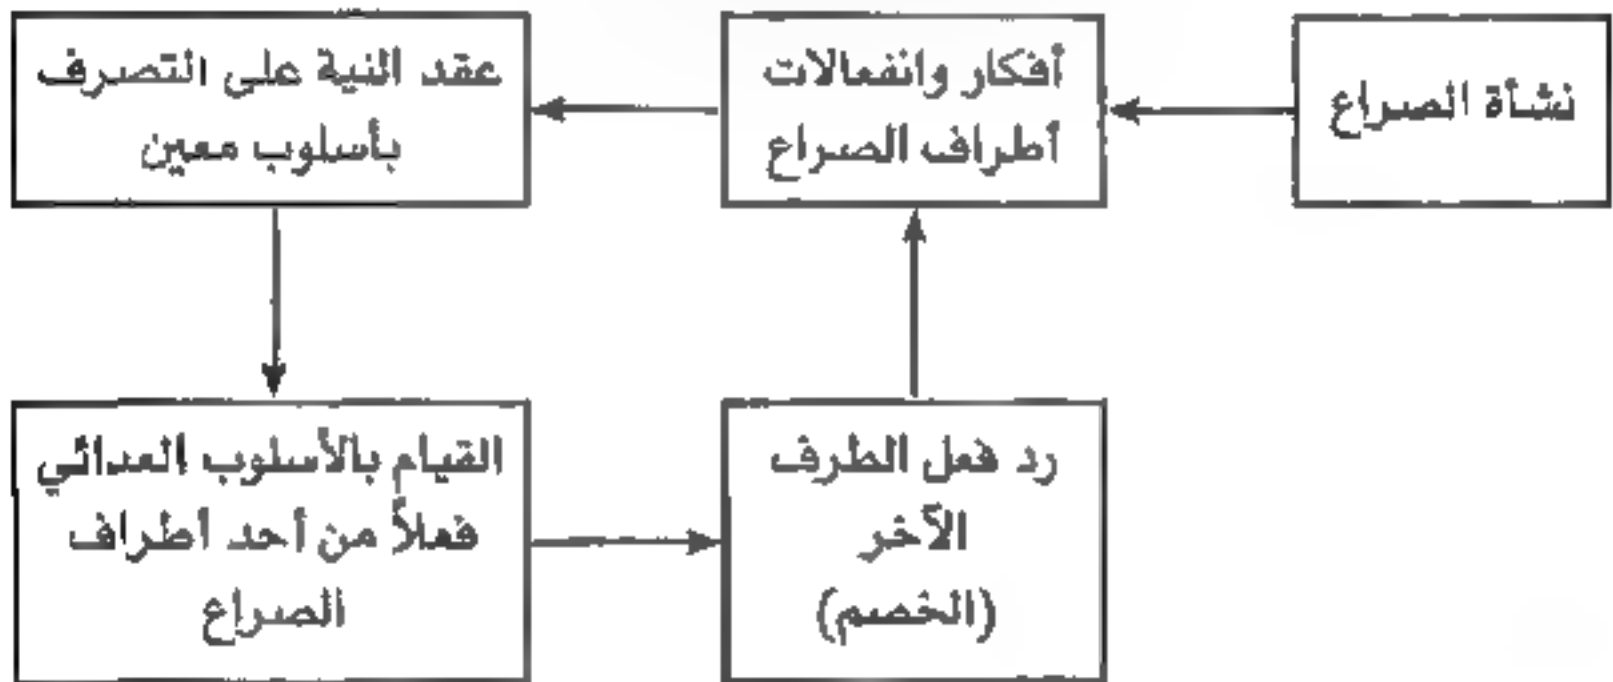 نشأة الصراع
أفكار وانفعالات
أطراف الصراع
عقد النية على التصرف
بأسلوب معين
القيام بالأسلوب العدائي
فعلاً من أحد أطراف
الصراع
رد فعل الطرف
الآخر
(الخصم)